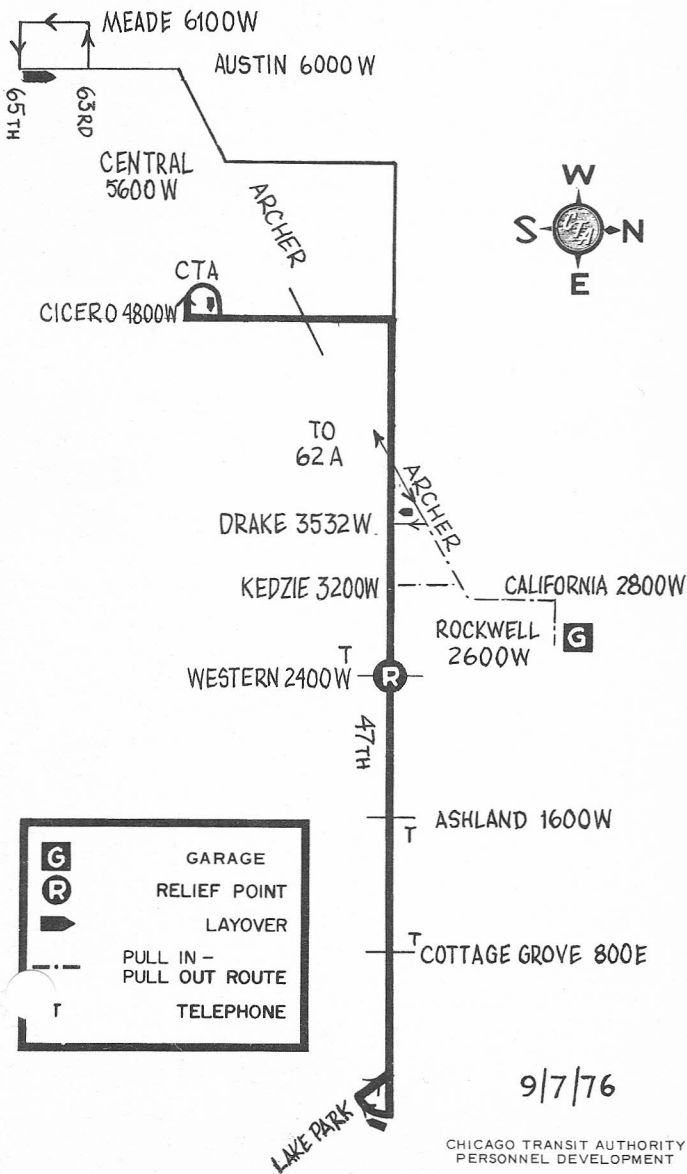 MEADE 6100W
AUSTIN 6000W
65TH
63RD
CENTRAL
5600W
ARCHER
W
S
CTA
N
E
CTA
CICERO 4800W
TO
62A
ARCHER
DRAKE 3532W
KEDZIE 3200W
CALIFORNIA 2800W
ROCKWELL
2600W
G
T
WESTERN 2400W
R
47TH
ASHLAND 1600W
T
T
COTTAGE GROVE 800E
G GARAGE
R RELIEF POINT
LAYOVER
PULL IN –
PULL OUT ROUTE
T TELEPHONE
LAKE PARK
9/7/76
CHICAGO TRANSIT AUTHORITY
PERSONNEL DEVELOPMENT